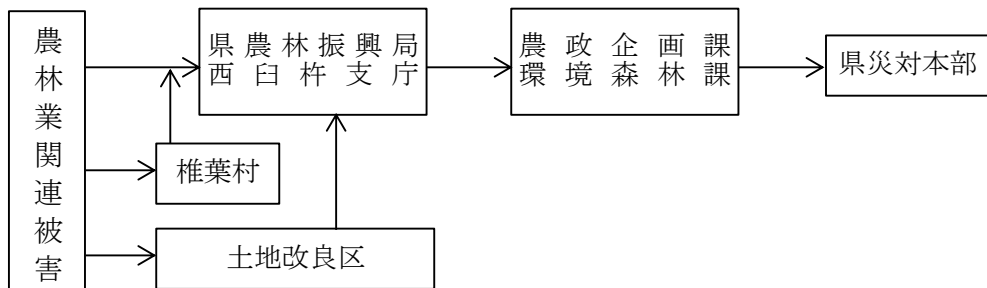 農林業関連被害
県農林振興局
西臼杵支庁
農政企画課
環境森林課
県災対本部
椎葉村
土地改良区